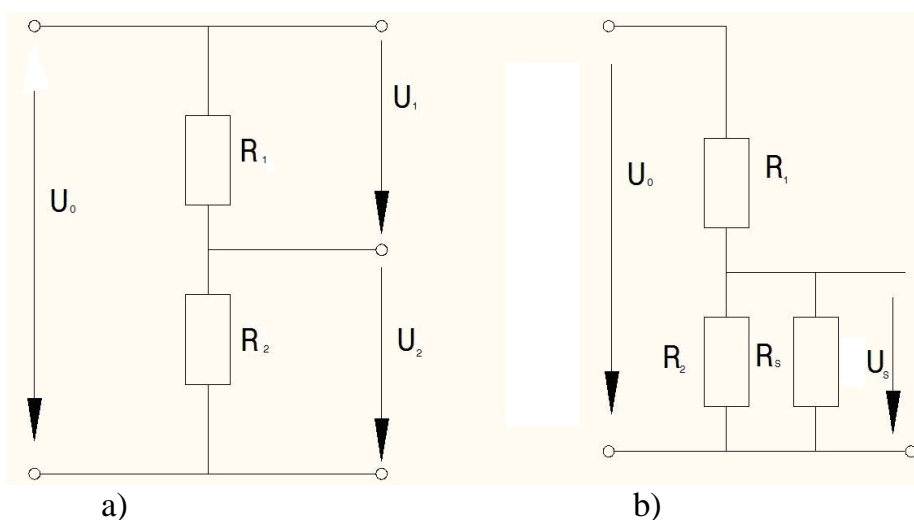 U₀
R₁
U₁
R₂
U₂
a)
U₀
R₁
R₂
Rₛ
Uₛ
b)